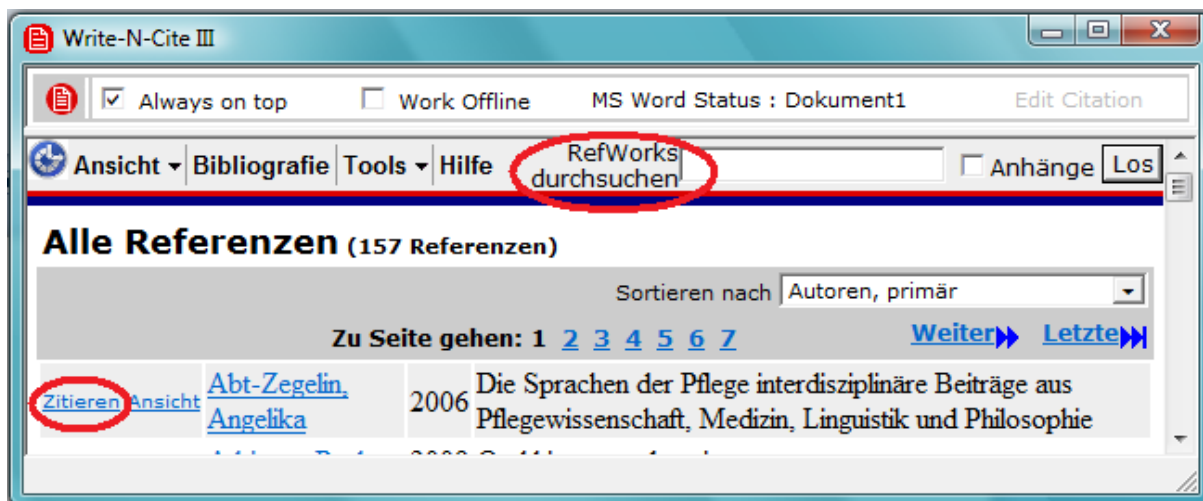 Write-N-Cite III
Always on top Work Offline MS Word Status : Dokument1 Edit Citation
Ansicht Bibliografie Tools Hilfe RefWorks durchsuchen Anhänge Los
Alle Referenzen (157 Referenzen)
Sortieren nach Autoren, primär
Zu Seite gehen: 1 2 3 4 5 6 7 Weiter Letzte
Zitieren Ansicht Abt-Zegelin, Angelika 2006 Die Sprachen der Pflege interdisziplinäre Beiträge aus
Pflegewissenschaft, Medizin, Linguistik und Philosophie